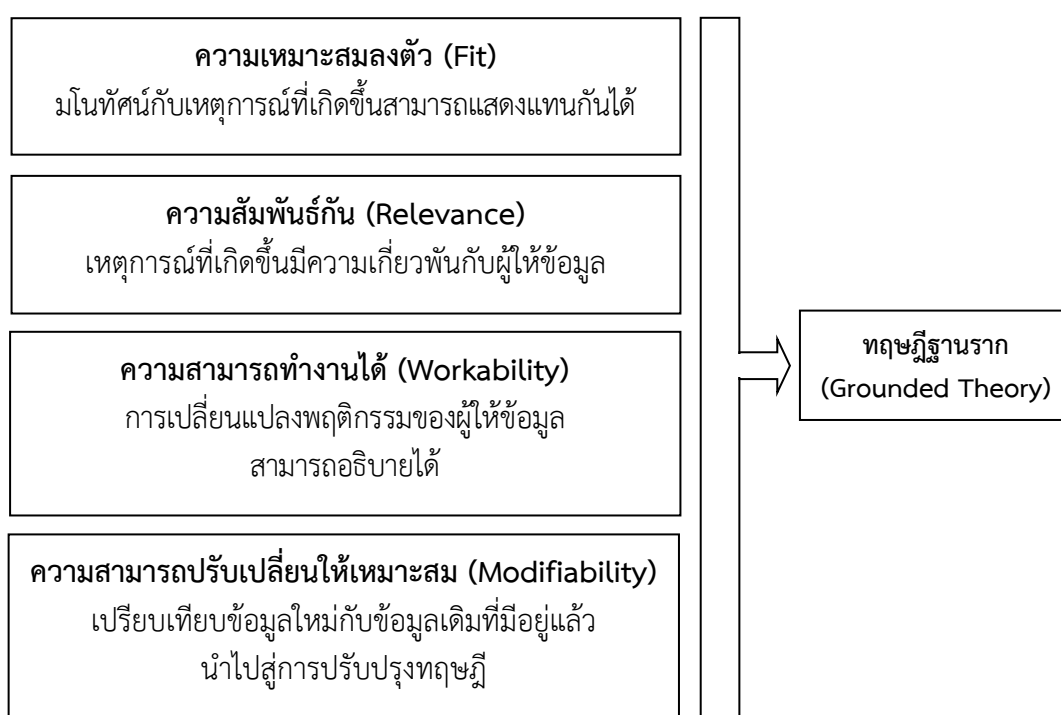 ความเหมาะสมลงตัว (Fit)
มโนทัศน์กับเหตุการณ์ที่เกิดขึ้นสามารถแสดงแทนกันได้
ความสัมพันธ์กัน (Relevance)
เหตุการณ์ที่เกิดขึ้นมีความเกี่ยวพันกับผู้ให้ข้อมูล
ความสามารถทำงานได้ (Workability)
การเปลี่ยนแปลงพฤติกรรมของผู้ให้ข้อมูล
สามารถอธิบายได้
ความสามารถปรับเปลี่ยนให้เหมาะสม (Modifiability)
เปรียบเทียบข้อมูลใหม่กับข้อมูลเดิมที่มีอยู่แล้ว
นำไปสู่การปรับปรุงทฤษฎี
ทฤษฎีฐานราก
(Grounded Theory)